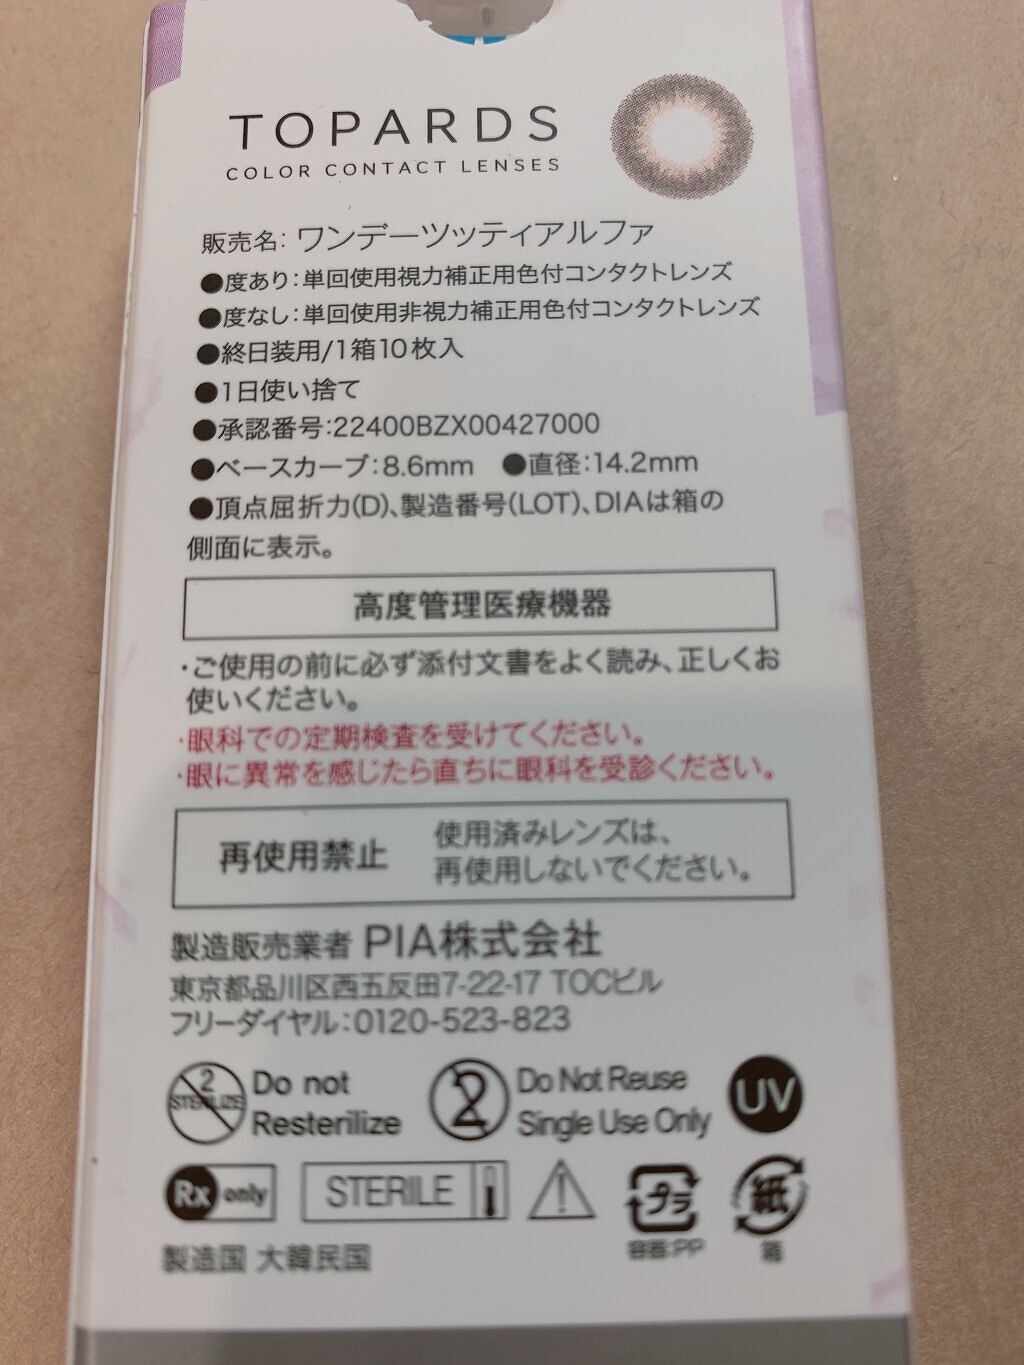 TOPARDS
COLOR CONTACT LENSES
販売名: ワンデーツッティアルファ
●度あり:単回使用視力補正用色付コンタクトレンズ
●度なし:単回使用非視力補正用色付コンタクトレンズ
●終日装用/1箱10枚入
●1日使い捨て
●承認番号:22400BZX00427000
●ベースカーブ:8.6mm ●直径:14.2mm
●頂点屈折力(D)、製造番号(LOT)、DIAは箱の
側面に表示。
高度管理医療機器
・ご使用の前に必ず添付文書をよく読み、正しくお
使いください。
・眼科での定期検査を受けてください。
・眼に異常を感じたら直ちに眼科を受診ください。
再使用禁止
使用済みレンズは、
再使用しないでください。
製造販売業者 PIA株式会社
東京都品川区西五反田7-22-17 TOCビル
フリーダイヤル:0120-523-823
2
STERILIZE
Do not
Resterilize
2
Do Not Reuse
Single Use Only
UV
Rx only
STERILE
プラ
容器:PP
紙
箱
製造国 大韓民国